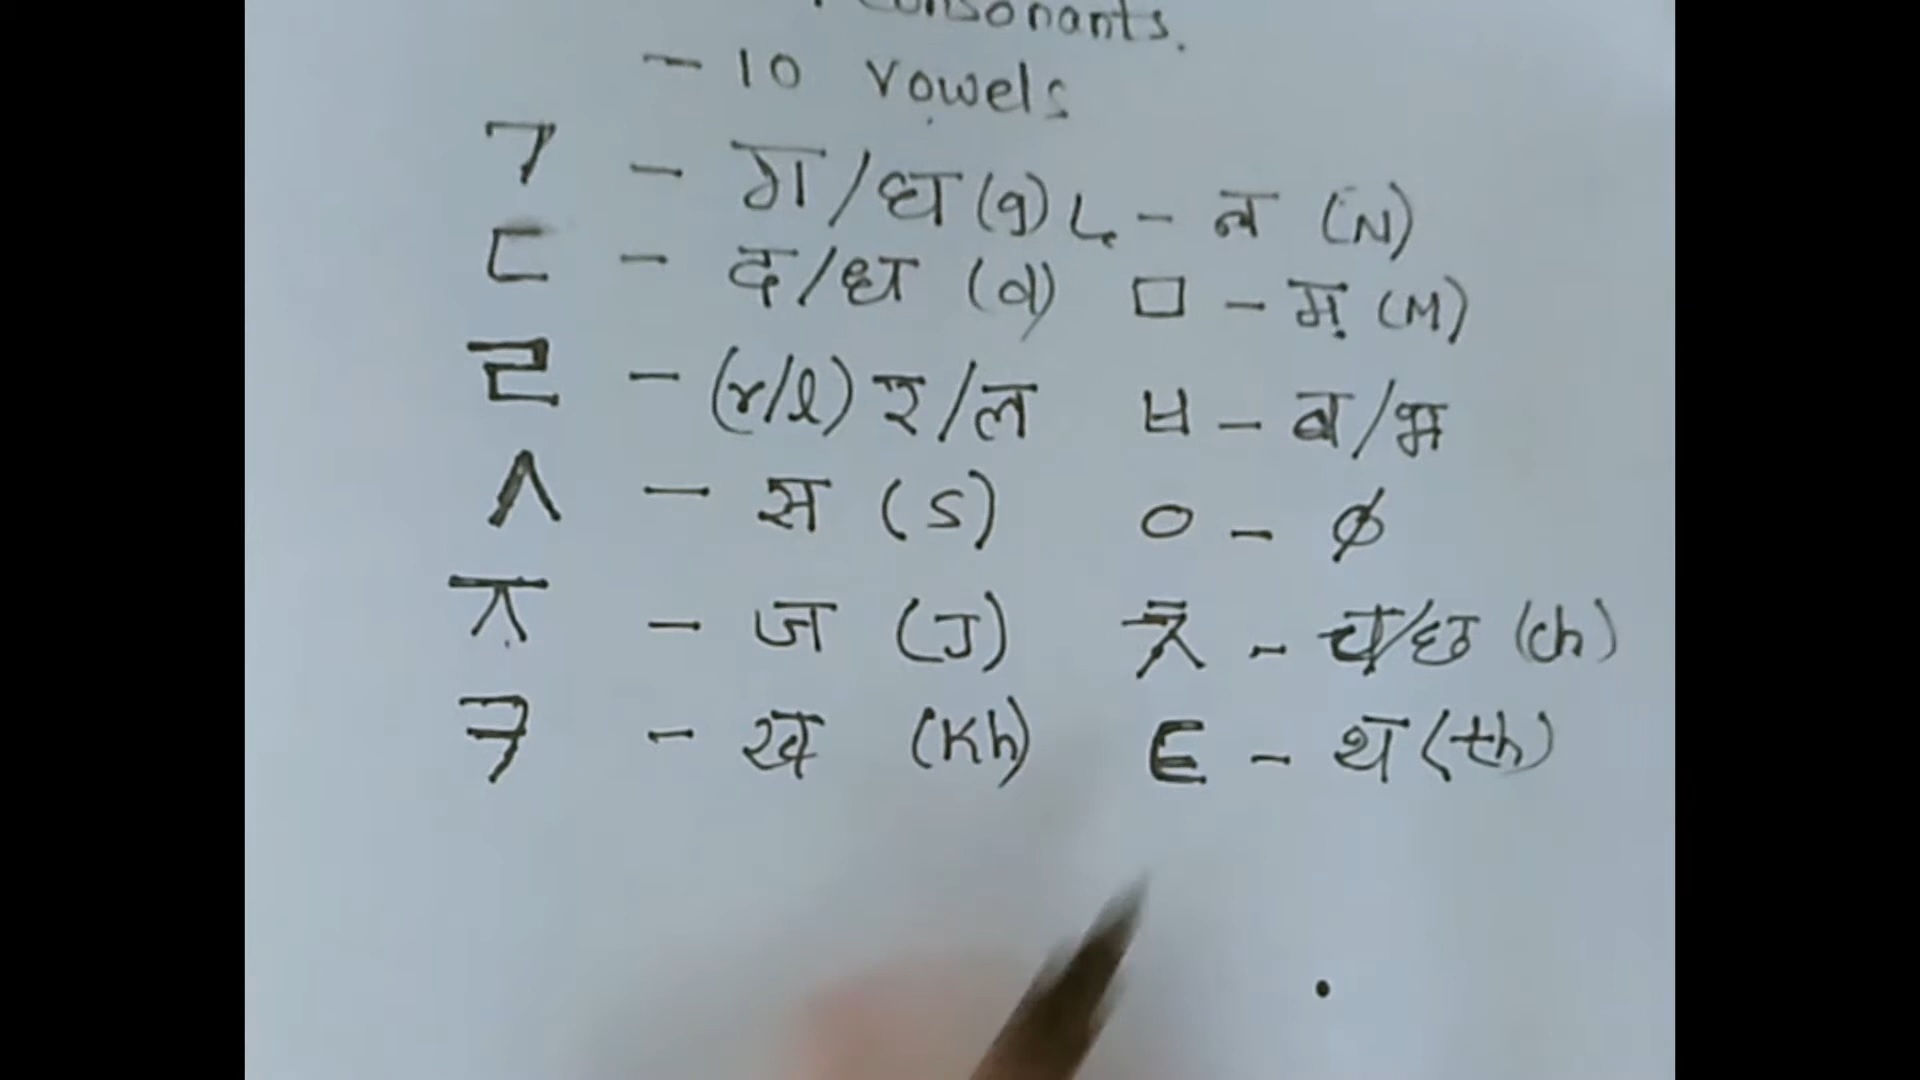 consonants.
- 10 vowels
ㄱ - ग/घ (g) ㄴ - न (N)
ㄷ - द/ध (d) ㅁ - म (M)
ㄹ - (r/l) र/ल ㅂ - ब/भ
ㅅ - स (s) ㅇ - ∅
ㅈ - ज (J) ㅊ - च/छ (ch)
ㅋ - ख (Kh) ㅌ - थ (th)